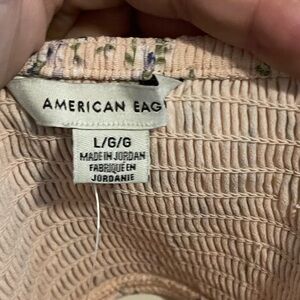 AMERICAN EAG
L/G/G
MADE IN JORDAN
FABRIQUÉ EN
JORDANIE